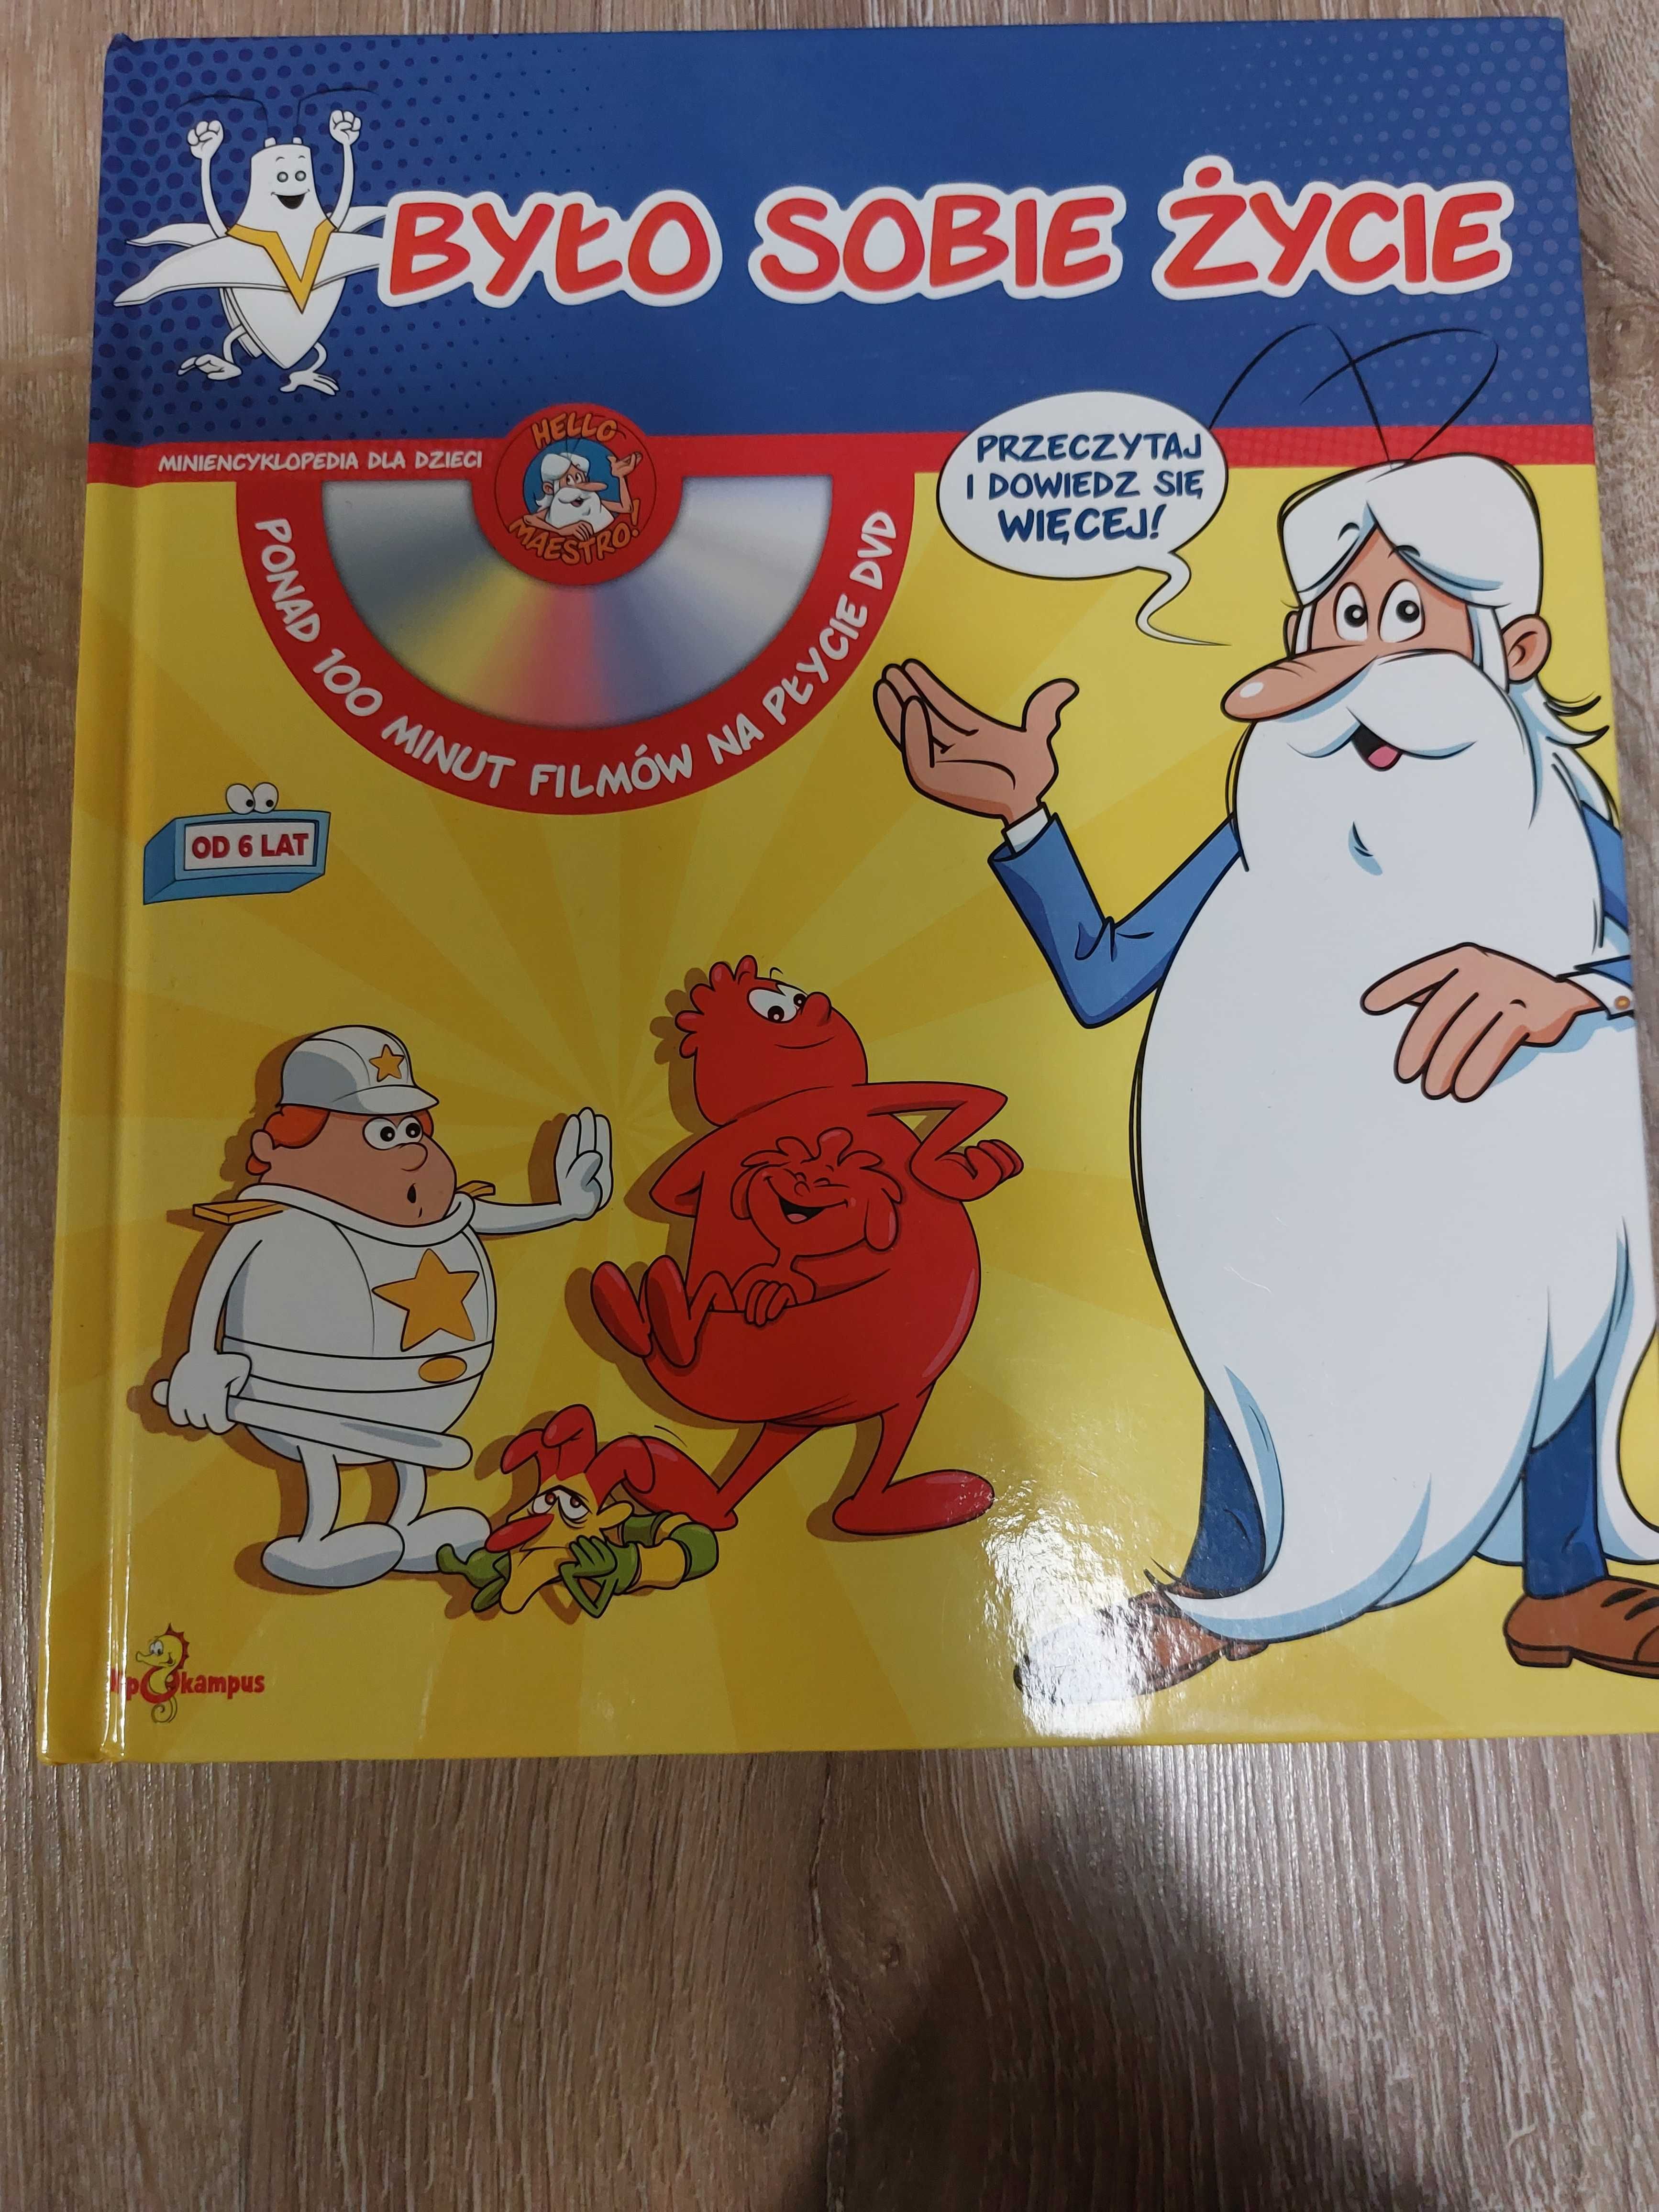 BYŁO SOBIE ŻYCIE
MINIENCYKLOPEDIA DLA DZIECI
HELLO
MAESTRO!
PONAD 100 MINUT FILMÓW NA PŁYCIE DVD
PRZECZYTAJ
I DOWIEDZ SIĘ
WIĘCEJ!
OD 6 LAT
kampus